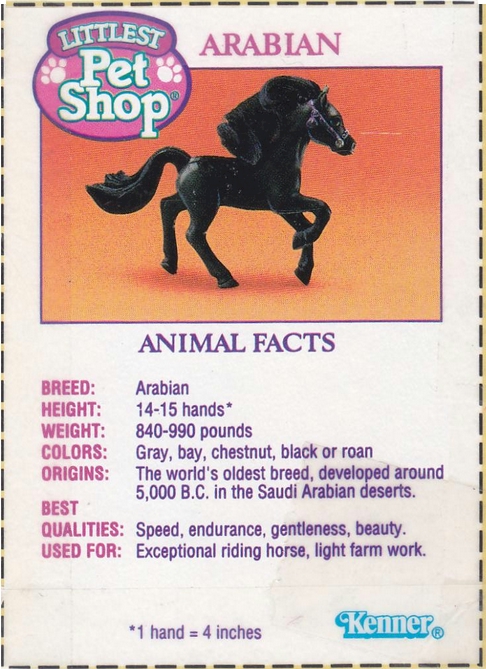 LITTLEST
Pet
Shop®
ARABIAN
ANIMAL FACTS
BREED: Arabian
HEIGHT: 14-15 hands*
WEIGHT: 840-990 pounds
COLORS: Gray, bay, chestnut, black or roan
ORIGINS: The world's oldest breed, developed around
5,000 B.C. in the Saudi Arabian deserts.
BEST
QUALITIES: Speed, endurance, gentleness, beauty.
USED FOR: Exceptional riding horse, light farm work.
*1 hand = 4 inches
Kenner®